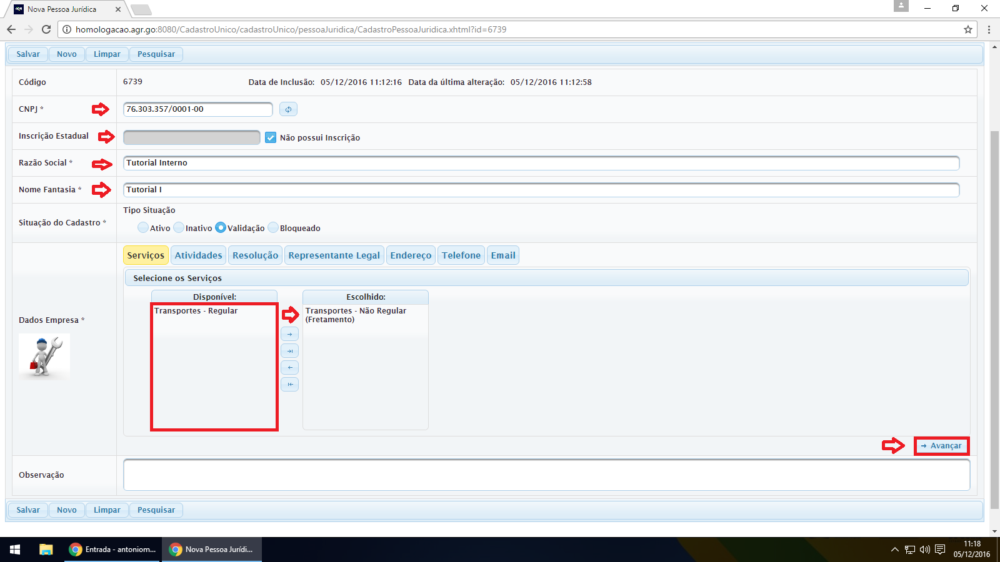 Nova Pessoa Jurídica
homologacao.agr.go:8080/CadastroUnico/cadastroUnico/pessoaJuridica/CadastroPessoaJuridica.xhtml?id=6739
Salvar Novo Limpar Pesquisar
Código 6739 Data de Inclusão: 05/12/2016 11:12:16 Data da última alteração: 05/12/2016 11:12:58
CNPJ * 76.303.357/0001-00
Inscrição Estadual Não possui Inscrição
Razão Social * Tutorial Interno
Nome Fantasia * Tutorial I
Tipo Situação
Situação do Cadastro *
Ativo Inativo Validação Bloqueado
Serviços Atividades Resolução Representante Legal Endereço Telefone Email
Selecione os Serviços
Disponível: Escolhido:
Transportes - Regular Transportes - Não Regular
(Fretamento)
Dados Empresa *
Avançar
Observação
Salvar Novo Limpar Pesquisar
Entrada - antoniom... Nova Pessoa Jurídi... 11:18
05/12/2016